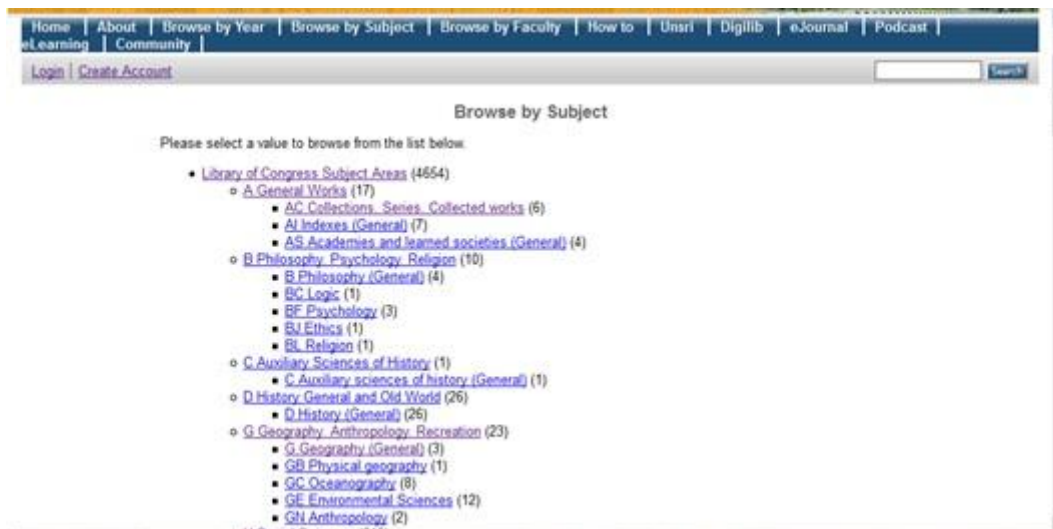 Home | About | Browse by Year | Browse by Subject | Browse by Faculty | How to | Unsri | Digilib | eJournal | Podcast |
eLearning | Community |
Login | Create Account
Search
Browse by Subject
Please select a value to browse from the list below.
• Library of Congress Subject Areas (4654)
o A General Works (17)
▪ AC Collections. Series. Collected works (6)
▪ AI Indexes (General) (7)
▪ AS Academies and learned societies (General) (4)
o B Philosophy. Psychology. Religion (10)
▪ B Philosophy (General) (4)
▪ BC Logic (1)
▪ BF Psychology (3)
▪ BJ Ethics (1)
▪ BL Religion (1)
o C Auxiliary Sciences of History (1)
▪ C Auxiliary sciences of history (General) (1)
o D History General and Old World (26)
▪ D History (General) (26)
o G Geography. Anthropology. Recreation (23)
▪ G Geography (General) (3)
▪ GB Physical geography (1)
▪ GC Oceanography (8)
▪ GE Environmental Sciences (12)
▪ GN Anthropology (2)